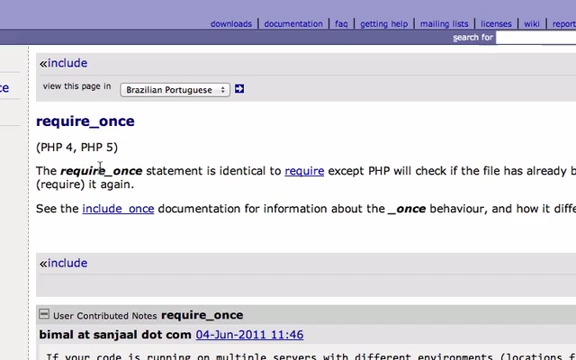 downloads | documentation | faq | getting help | mailing lists | licenses | wiki | report
search for
«include
ce
view this page in Brazilian Portuguese
require_once
(PHP 4, PHP 5)
The require_once statement is identical to require except PHP will check if the file has already b
(require) it again.
See the include_once documentation for information about the _once behaviour, and how it diffe
«include
User Contributed Notes require_once
bimal at sanjaal dot com 04-Jun-2011 11:46
If your code is running on multiple servers with different environments (locations f